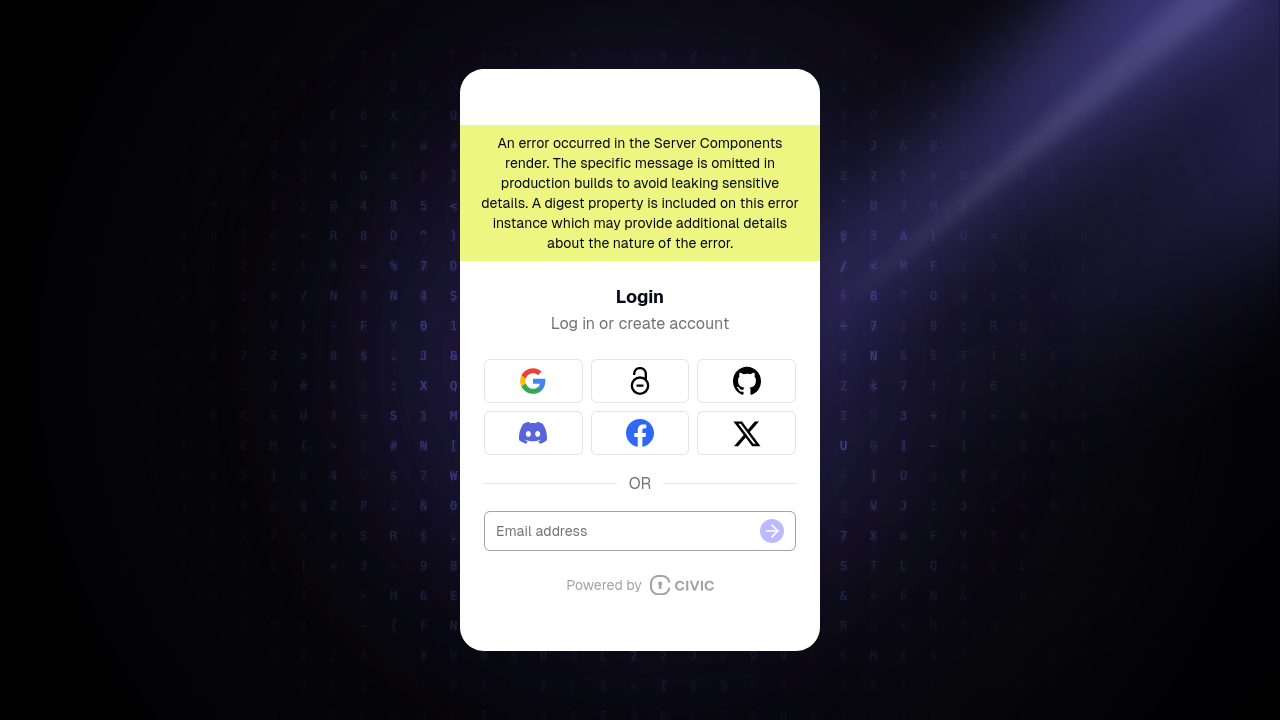 An error occurred in the Server Components
render. The specific message is omitted in
production builds to avoid leaking sensitive
details. A digest property is included on this error
instance which may provide additional details
about the nature of the error.
Login
Log in or create account
OR
Email address
Powered by CIVIC